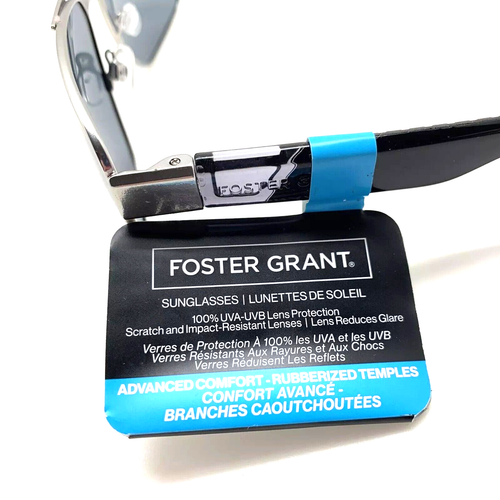 FOSTER
FOSTER GRANT®
SUNGLASSES | LUNETTES DE SOLEIL
100% UVA-UVB Lens Protection
Scratch and Impact-Resistant Lenses | Lens Reduces Glare
Verres de Protection À 100% les UVA et les UVB
Verres Résistants Aux Rayures et Aux Chocs
Verres Réduisent Les Reflets
ADVANCED COMFORT - RUBBERIZED TEMPLES
CONFORT AVANCÉ -
BRANCHES CAOUTCHOUTÉES